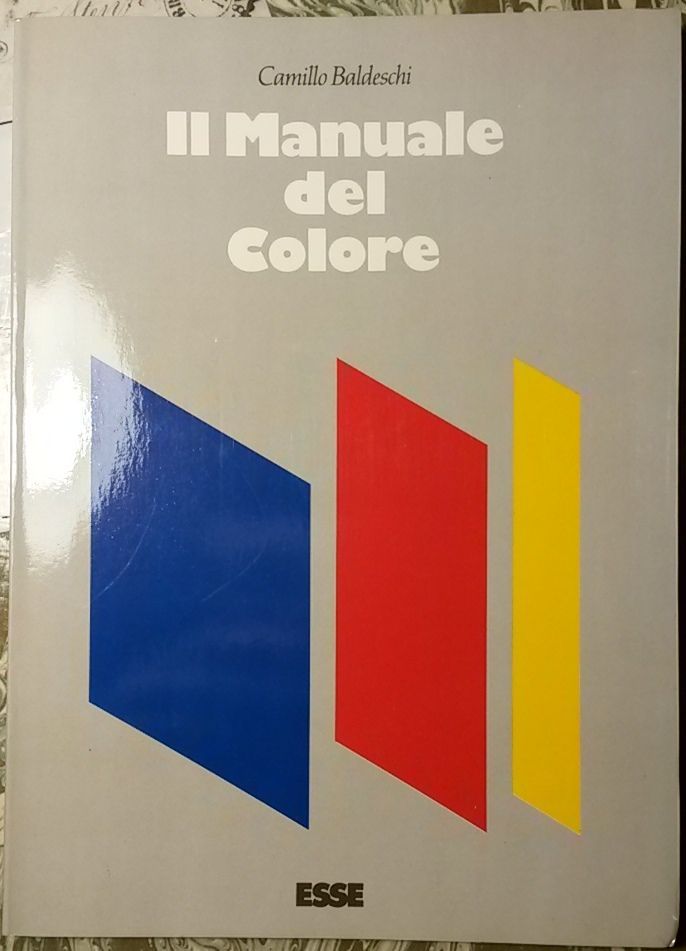 Camillo Baldeschi
Il Manuale
del
Colore
ESSE